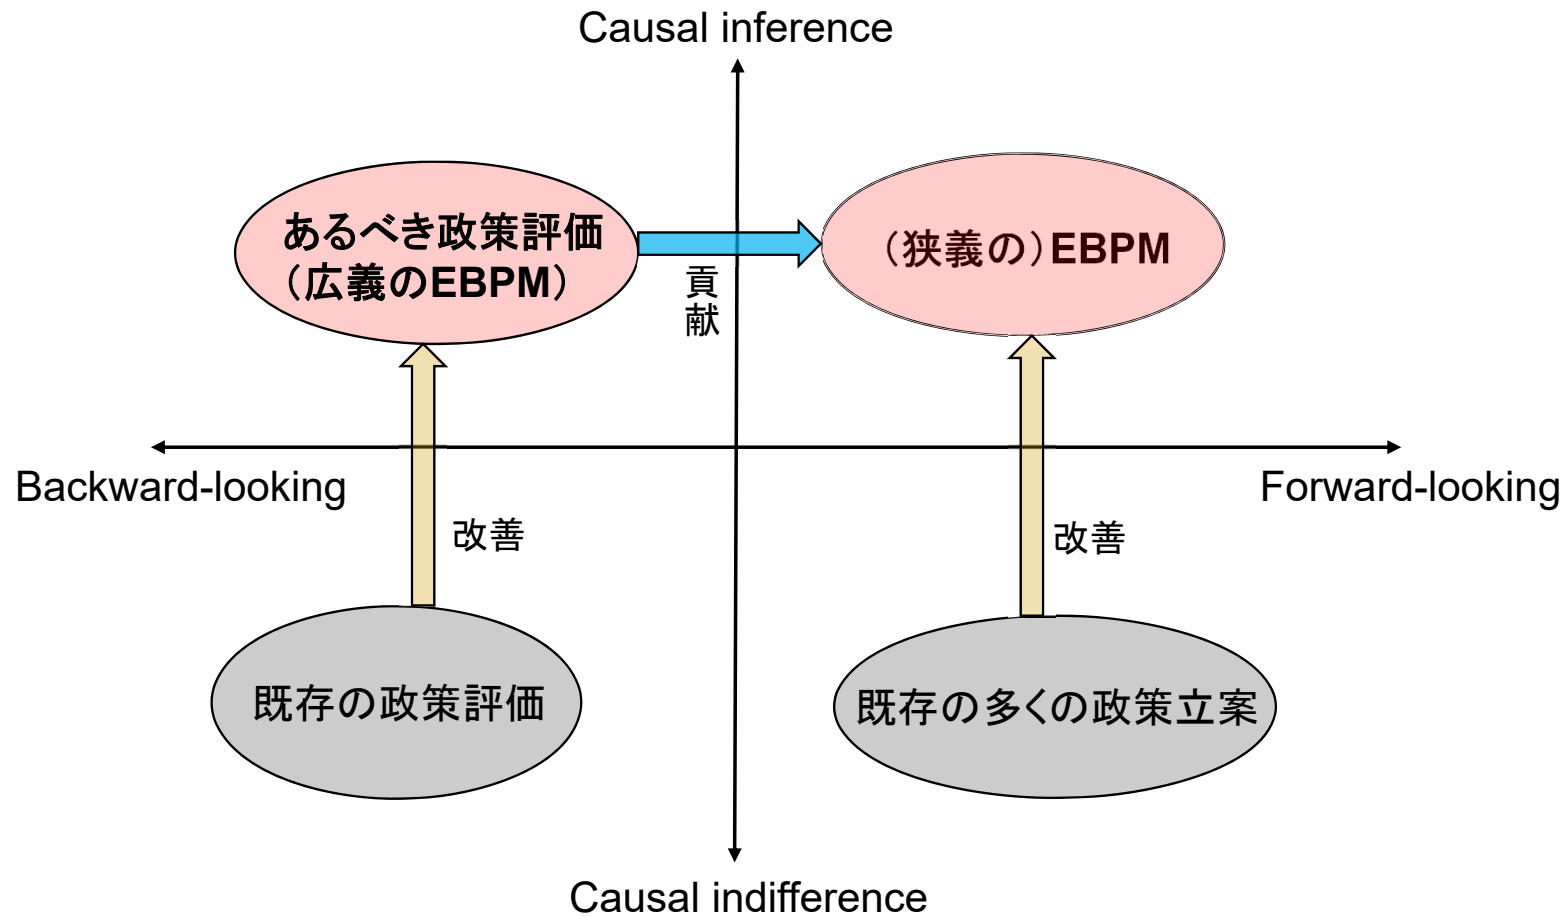 Causal inference
あるべき政策評価
（広義のEBPM）
貢献
（狭義の）EBPM
Backward-looking
Forward-looking
改善
改善
既存の政策評価
既存の多くの政策立案
Causal indifference